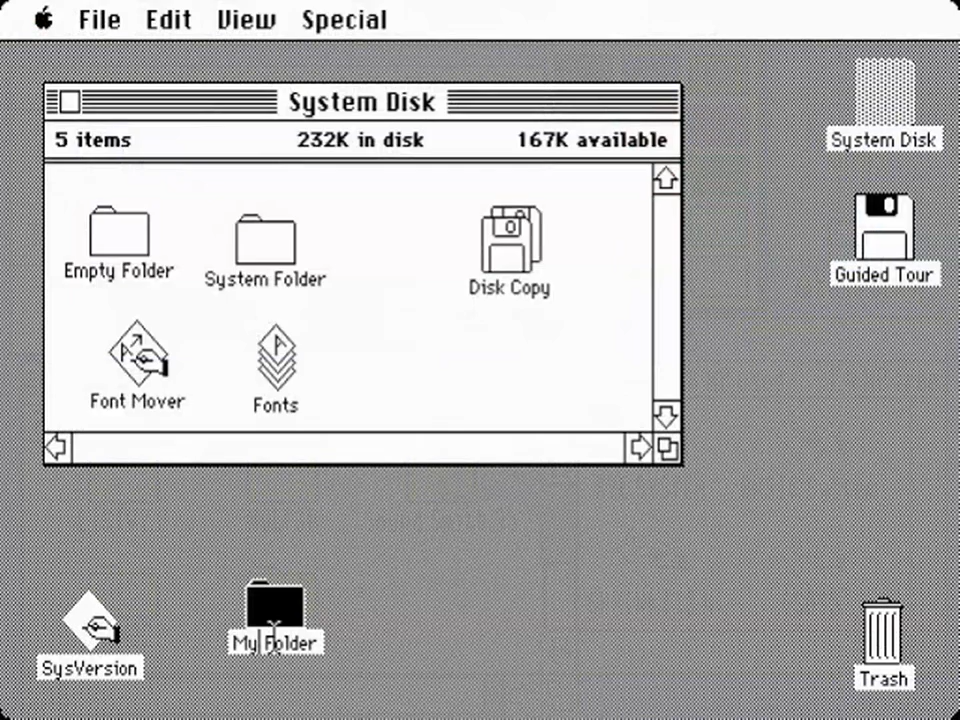 File Edit View Special
System Disk
5 items 232K in disk 167K available
System Disk
Empty Folder System Folder Disk Copy
Guided Tour
Font Mover Fonts
SysVersion My Folder Trash